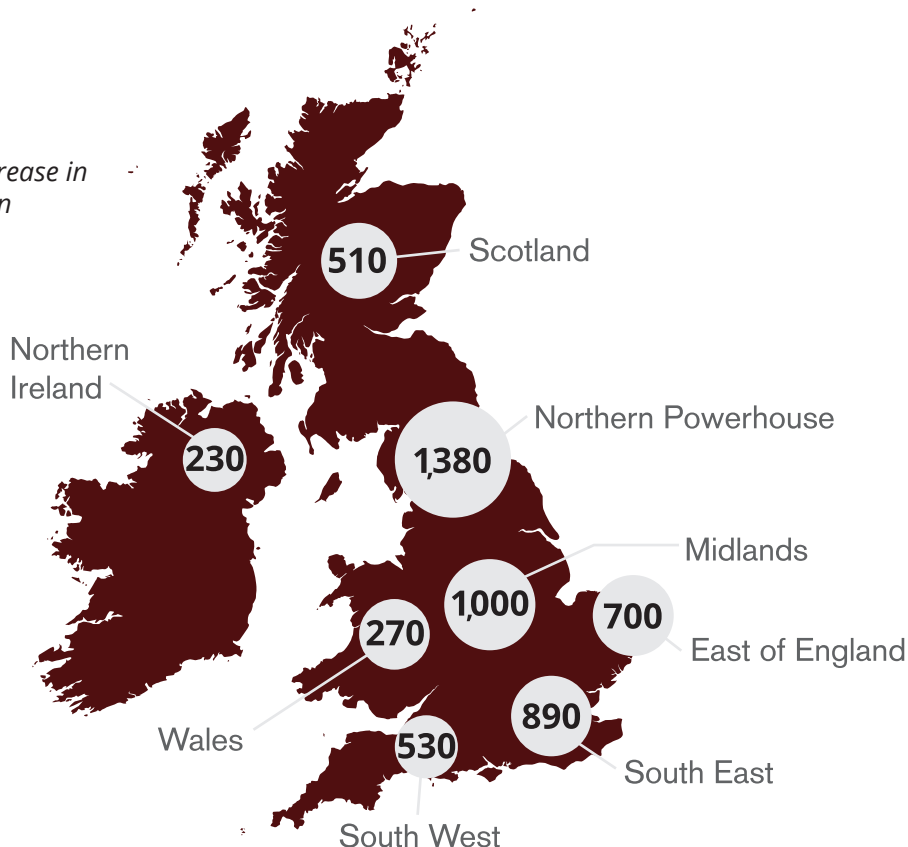 in
510
Scotland
Northern
Ireland
230
Northern Powerhouse
1,380
Midlands
1,000
700
East of England
270
Wales
890
South East
530
South West